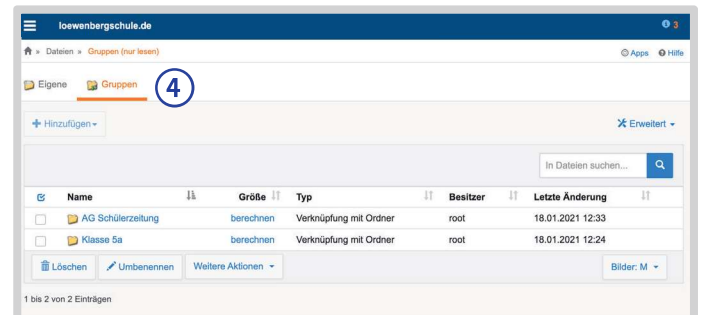 loewenbergschule.de 3
» Dateien » Gruppen (nur lesen) Apps Hilfe
Eigene Gruppen 4
Hinzufügen Erweitert
In Dateien suchen...
Name Größe Typ Besitzer Letzte Änderung
AG Schülerzeitung berechnen Verknüpfung mit Ordner root 18.01.2021 12:33
Klasse 5a berechnen Verknüpfung mit Ordner root 18.01.2021 12:24
Löschen Umbenennen Weitere Aktionen Bilder: M
1 bis 2 von 2 Einträgen